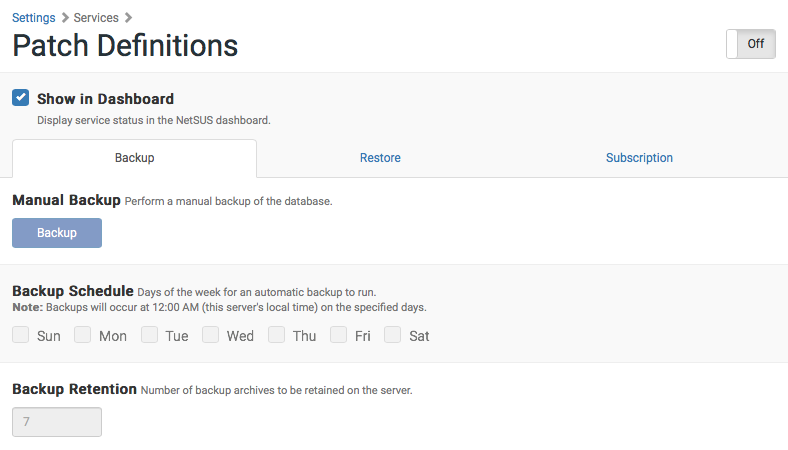 Settings Services
Patch Definitions
Off
Show in Dashboard
Display service status in the NetSUS dashboard.
Backup Restore Subscription
Manual Backup Perform a manual backup of the database.
Backup
Backup Schedule Days of the week for an automatic backup to run.
Note: Backups will occur at 12:00 AM (this server's local time) on the specified days.
Sun Mon Tue Wed Thu Fri Sat
Backup Retention Number of backup archives to be retained on the server.
7